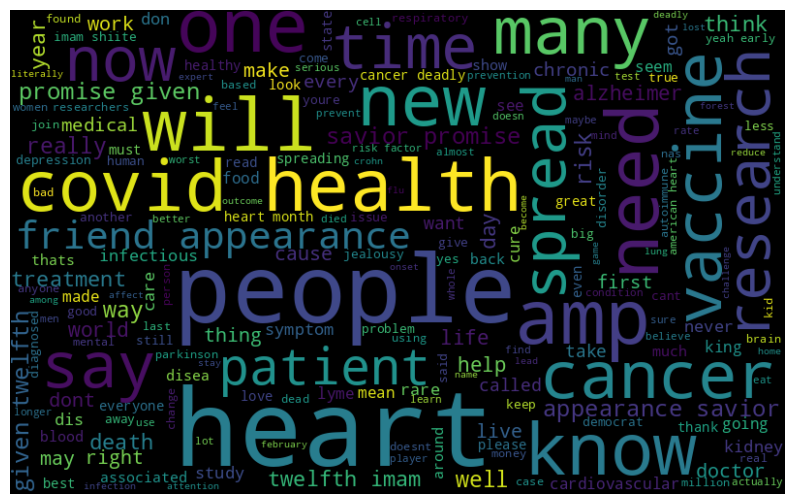 found work don imam shiite
year
one
now
time
many
state
cell respiratory
come
deadly
lost think
yeah early
got
seem
literally
healthy
make every
look
serious
show
cancer deadly
chronic
expert
based
prevention
test true
man
promise given
women researchers
feel
youre
prevent
doesn
alzheimer
maybe
forest
join medical
will
new
see
savior promise
spread
risk
mind
rate
less
nas
reduce
really
must
depression human
read
food
spreading
risk factor
crohn
almost
worst
vaccine
research
need
understand
covid health
bad
outcome
flu
another
better
heart month
died
issue
great
become
disorder
autoimmune
american heart
friend appearance
want
day
give
cure
big
even
lung
game
challenge
thats
infectious
cause
jealousy
yes back
first
treatment
anyone
among
made
care
person
people
onset
whole
amp
condition cant
sure
kid
men
affect
good
way
thing
symptom
problem
using
life
never
believe
brain
home
world
last
still
mental
say
parkinson
stay
patient
said
help
find
lead
take
much
king
eat
diagnosed
disea
name
called
cancer
dont
longer
everyone
change
love
dead
learn
mean
rare
keep
appearance savior
given twelfth
dis
away use
lot
february
lyme
heart
live
please
democrat
thank going
blood
death
doesnt
player
money
around
know
kidney
real
may right
associated
study
twelfth imam
well
case
doctor
million
best
infection
attention
cardiovascular
actually